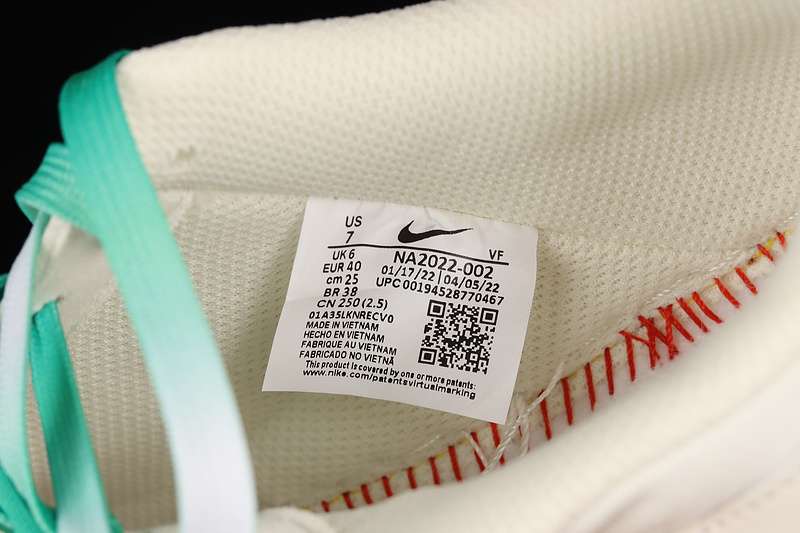 US
7
VF
UK 6
NA2022-002
EUR 40
01/17/22 | 04/05/22
cm 25
UPC 00194528770467
BR 38
CN 250 (2.5)
01A35LKNRECV0
MADE IN VIETNAM
HECHO EN VIETNAM
FABRIQUE AU VIETNAM
FABRICADO NO VIETNÃ
This product is covered by one or more patents:
www.nike.com/patentsvirtualmarking